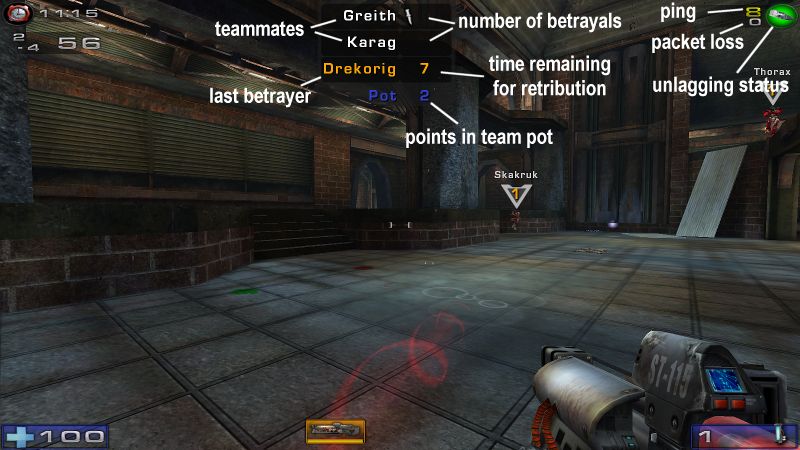 11:15
2
-4 56
teammates
Greith
Karag
number of betrayals
Drekorig 7
last betrayer
time remaining
for retribution
Pot 2
points in team pot
ping 8
packet loss 0
unlagging status
Thorax
Skakruk
1
ST-110
100
1